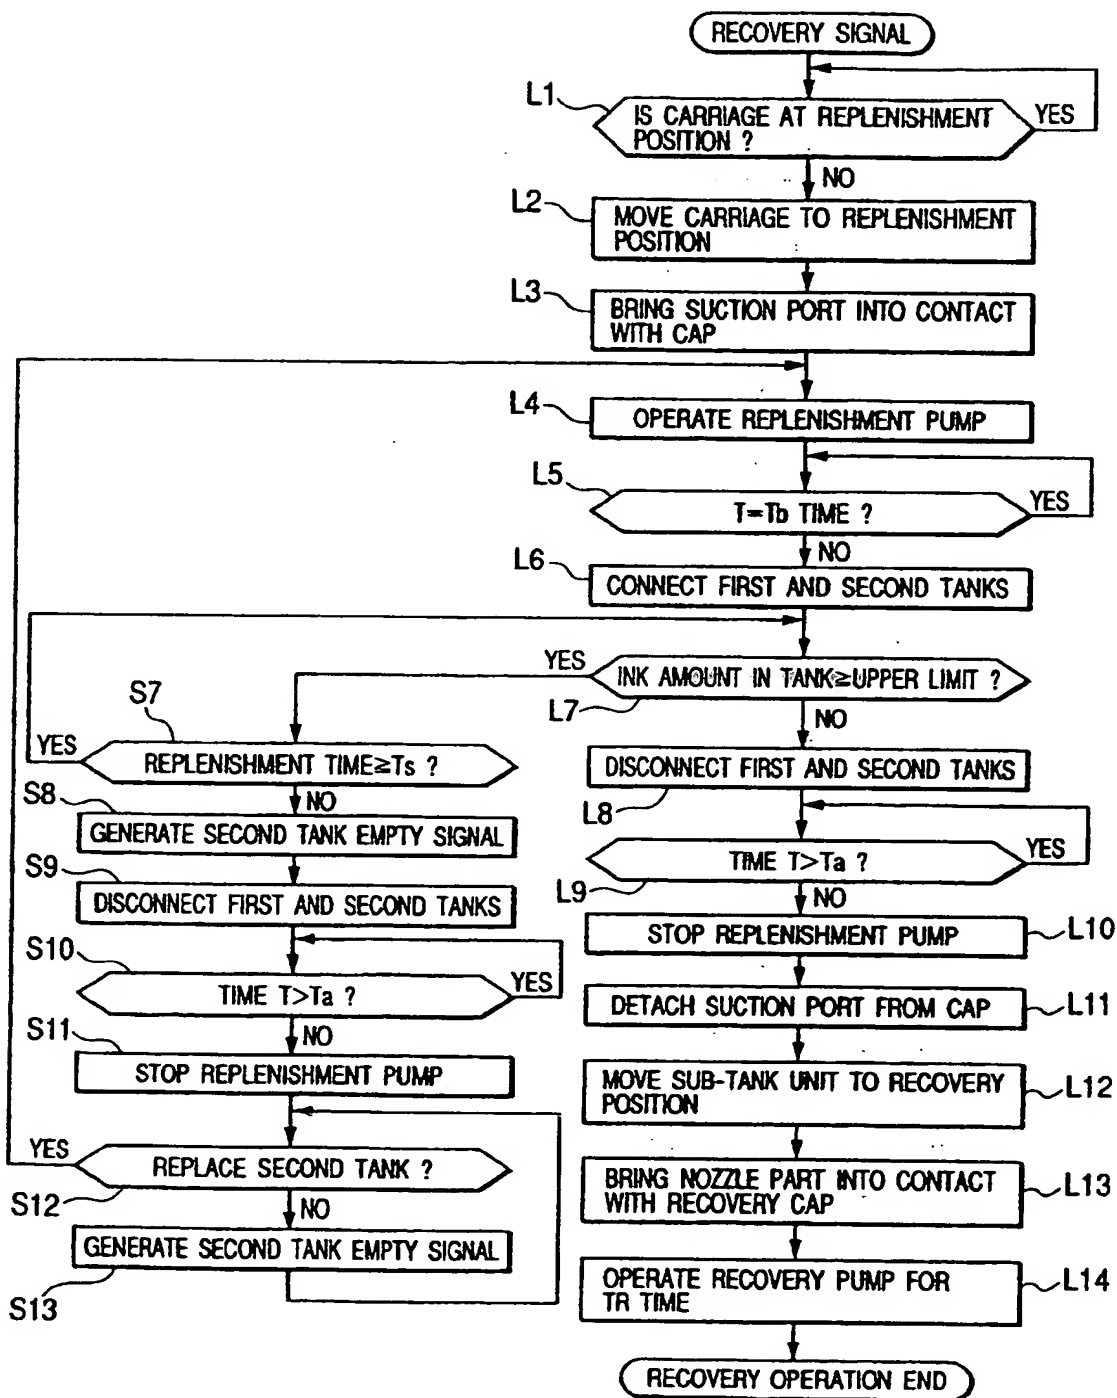 RECOVERY SIGNAL
L1
IS CARRIAGE AT REPLENISHMENT
POSITION ?
YES
NO
L2
MOVE CARRIAGE TO REPLENISHMENT
POSITION
L3
BRING SUCTION PORT INTO CONTACT
WITH CAP
L4
OPERATE REPLENISHMENT PUMP
L5
T=Tb TIME ?
YES
NO
L6
CONNECT FIRST AND SECOND TANKS
YES
INK AMOUNT IN TANK≥UPPER LIMIT ?
L7
NO
S7
YES
REPLENISHMENT TIME≥Ts ?
NO
S8
GENERATE SECOND TANK EMPTY SIGNAL
S9
DISCONNECT FIRST AND SECOND TANKS
S10
TIME T>Ta ?
YES
NO
S11
STOP REPLENISHMENT PUMP
YES
REPLACE SECOND TANK ?
S12
NO
GENERATE SECOND TANK EMPTY SIGNAL
S13
DISCONNECT FIRST AND SECOND TANKS
L8
TIME T>Ta ?
YES
L9
NO
STOP REPLENISHMENT PUMP
L10
DETACH SUCTION PORT FROM CAP
L11
MOVE SUB-TANK UNIT TO RECOVERY
POSITION
L12
BRING NOZZLE PART INTO CONTACT
WITH RECOVERY CAP
L13
OPERATE RECOVERY PUMP FOR
TR TIME
L14
RECOVERY OPERATION END